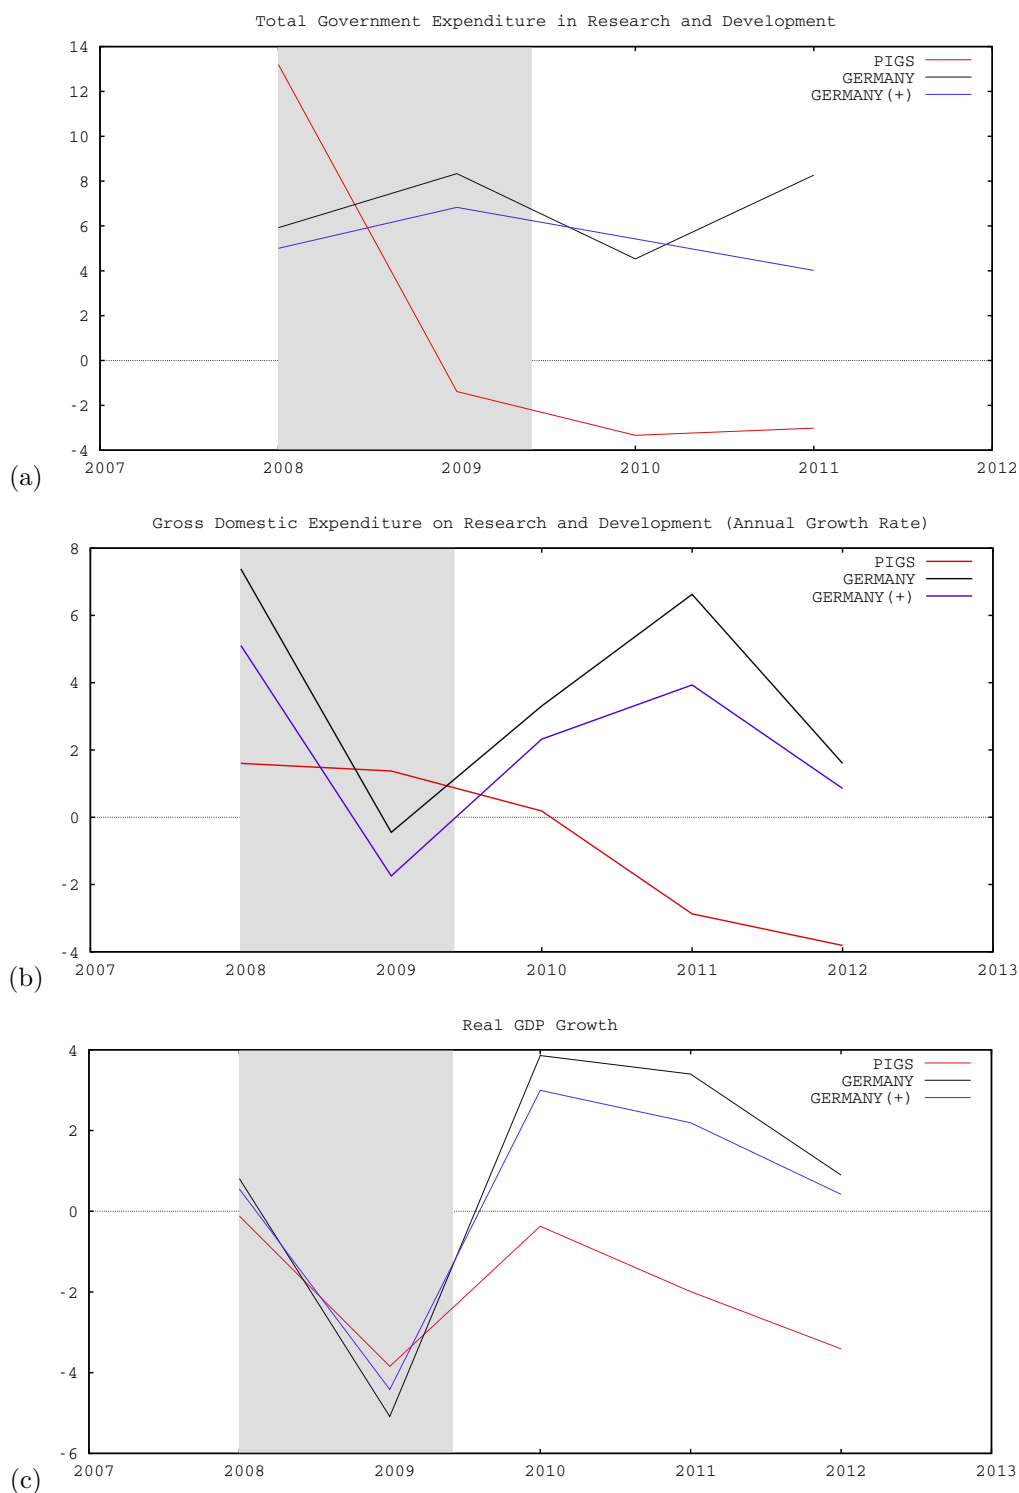 Total Government Expenditure in Research and Development
14
PIGS
12
GERMANY
GERMANY(+)
10
8
6
4
2
0
-2
-4
2007 2008 2009 2010 2011 2012
(a)
Gross Domestic Expenditure on Research and Development (Annual Growth Rate)
8
PIGS
GERMANY
GERMANY(+)
6
4
2
0
-2
-4
2007 2008 2009 2010 2011 2012 2013
(b)
Real GDP Growth
4
PIGS
GERMANY
GERMANY(+)
2
0
-2
-4
-6
2007 2008 2009 2010 2011 2012 2013
(c)